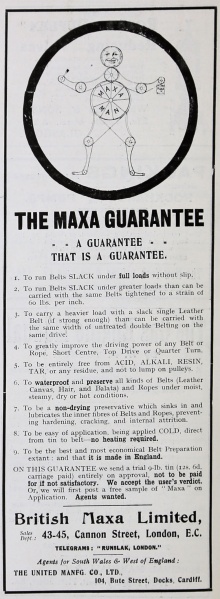 MAXA
MAN
THE MAXA GUARANTEE
- - A GUARANTEE - -
THAT IS A GUARANTEE.
1. To run Belts SLACK under full loads without slip.
2. To run Belts SLACK under greater loads than can be
carried with the same Belts tightened to a strain of
60 lbs. per inch.
3. To carry a heavier load with a slack single Leather
Belt (if strong enough) than can be carried with
the same width of untreated double Belting on the
same drive.
4. To greatly improve the driving power of any Belt or
Rope, Short Centre, Top Drive or Quarter Turn.
5. To be entirely free from ACID, ALKALI, RESIN,
TAR, or any residue, and not to lump on pulleys.
6. To waterproof and preserve all kinds of Belts (Leather
Canvas, Hair, and Balata) and Ropes under moist,
steamy, dry or hot conditions.
7. To be a non-drying preservative which sinks in and
lubricates the inner fibres of Belts and Ropes, prevent-
ing hardening, cracking, and internal attrition.
8. To be easy of application, being applied COLD, direct
from tin to belt—no heating required.
9. To be the best and most economical Belt Preparation
extant: and that it is made in England.
ON THIS GUARANTEE we send a trial 9-lb. tin (12s. 6d.
carriage paid) entirely on approval, not to be paid
for if not satisfactory. We accept the user's verdict.
Or, we will first post a free sample of "Maxa" on
Application. Agents wanted.
British Maxa Limited,
Sales Dept.: 43-45, Cannon Street, London, E.C.
TELEGRAMS: "RUNSLAK, LONDON."
Agents for South Wales & West of England:
THE UNITED MANFG. CO., LTD.,
104, Bute Street, Docks, Cardiff.